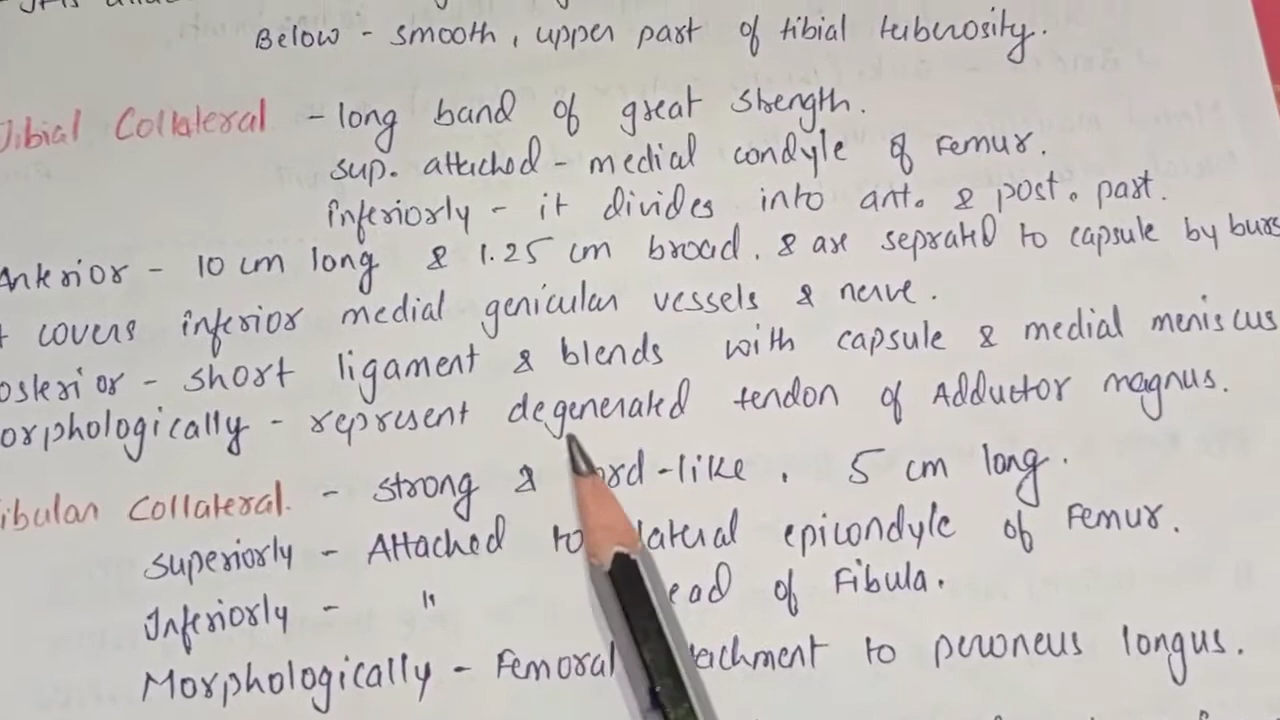 Below - smooth, upper part of tibial tuberosity.
Tibial Collateral - long band of great strength.
sup. attached - medial condyle of Femur.
inferiorly - it divides into ant. & post. part.
Anterior - 10 cm long & 1.25 cm broad. & are seprated to capsule by burs
t covers inferior medial genicular vessels & nerve.
osterior - short ligament & blends with capsule & medial meniscus
orphologically - represent degenerated tendon of Adductor magnus.
ibular Collateral. - strong & ord-like. 5 cm long.
Superiorly - Attached to lateral epicondyle of Femur.
Inferiorly - " ead of Fibula.
Morphologically - Femoral tachment to peroneus longus.